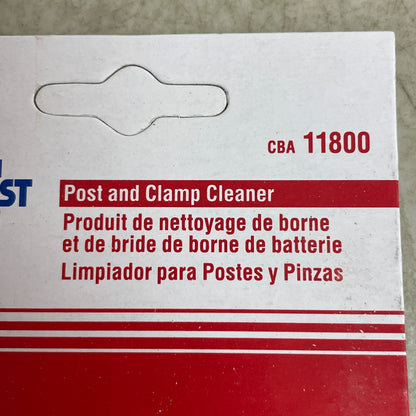 CBA 11800
Post and Clamp Cleaner
Produit de nettoyage de borne
et de bride de borne de batterie
Limpiador para Postes y Pinzas